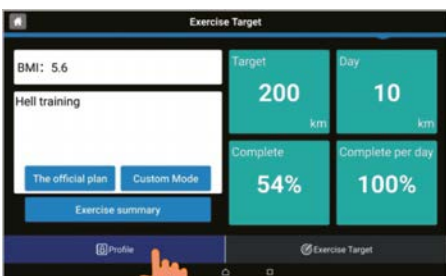 Exercise Target
BMI: 5.6
Hell training
The official plan
Custom Mode
Exercise summary
Target
200
km
Day
10
km
Complete
54%
Complete per day
100%
Profile
Exercise Target